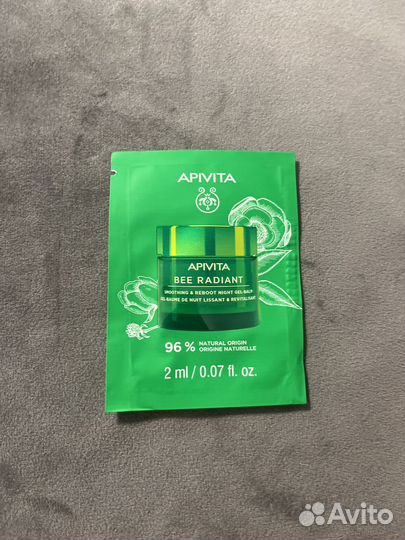 APIVITA
APIVITA
BEE RADIANT
SMOOTHING & REBOOT NIGHT GEL-BALM
GEL-BAUME DE NUIT LISSANT & REVITALISANT
96 % NATURAL ORIGIN
ORIGINE NATURELLE
2 ml / 0.07 fl. oz.
Avito